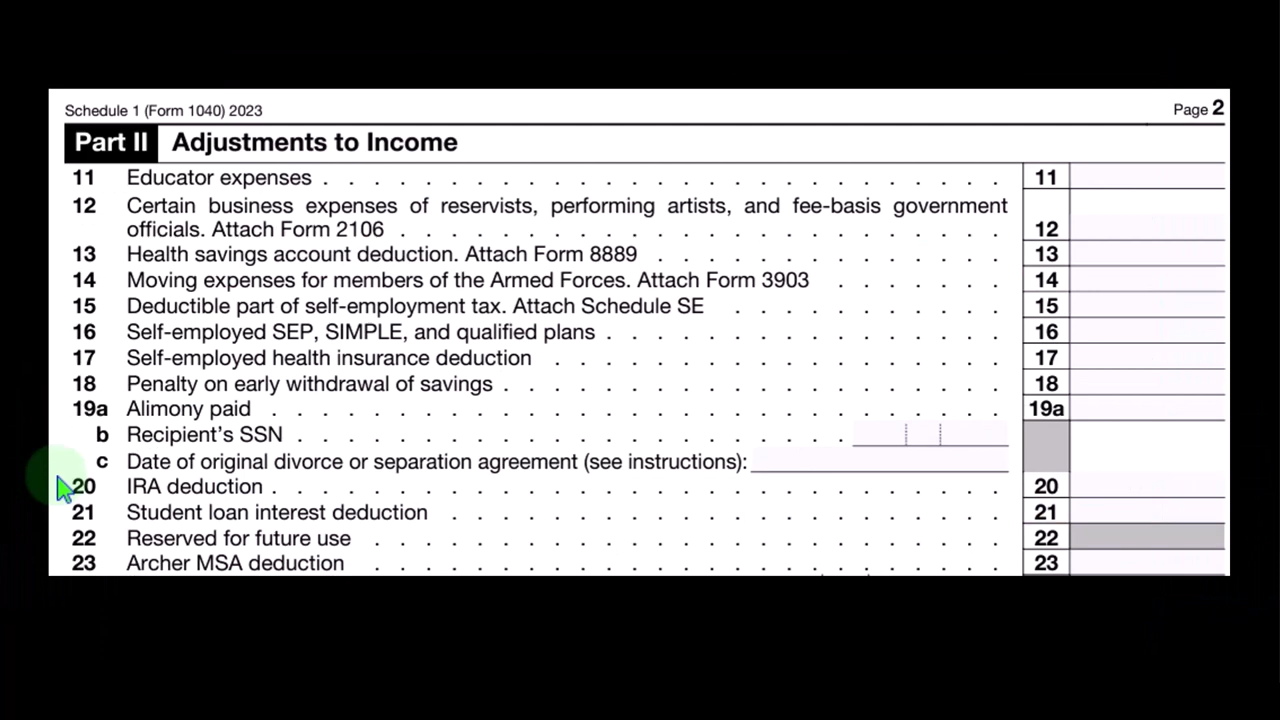 Schedule 1 (Form 1040) 2023 Page 2
Part II Adjustments to Income
11 Educator expenses . . . . . . . . . . . . . . . . . . . . . . . . . . . 11
12 Certain business expenses of reservists, performing artists, and fee-basis government
officials. Attach Form 2106 . . . . . . . . . . . . . . . . . . . . . . . . 12
13 Health savings account deduction. Attach Form 8889 . . . . . . . . . . . . . . 13
14 Moving expenses for members of the Armed Forces. Attach Form 3903 . . . . . . . 14
15 Deductible part of self-employment tax. Attach Schedule SE . . . . . . . . . . . 15
16 Self-employed SEP, SIMPLE, and qualified plans . . . . . . . . . . . . . . . . 16
17 Self-employed health insurance deduction . . . . . . . . . . . . . . . . . . 17
18 Penalty on early withdrawal of savings . . . . . . . . . . . . . . . . . . . . 18
19a Alimony paid . . . . . . . . . . . . . . . . . . . . . . . . . . . . . 19a
b Recipient’s SSN . . . . . . . . . . . . . . . . . . . . . .
c Date of original divorce or separation agreement (see instructions):
20 IRA deduction . . . . . . . . . . . . . . . . . . . . . . . . . . . . . 20
21 Student loan interest deduction . . . . . . . . . . . . . . . . . . . . . . 21
22 Reserved for future use . . . . . . . . . . . . . . . . . . . . . . . . . 22
23 Archer MSA deduction . . . . . . . . . . . . . . . . . . . . . . . . . 23